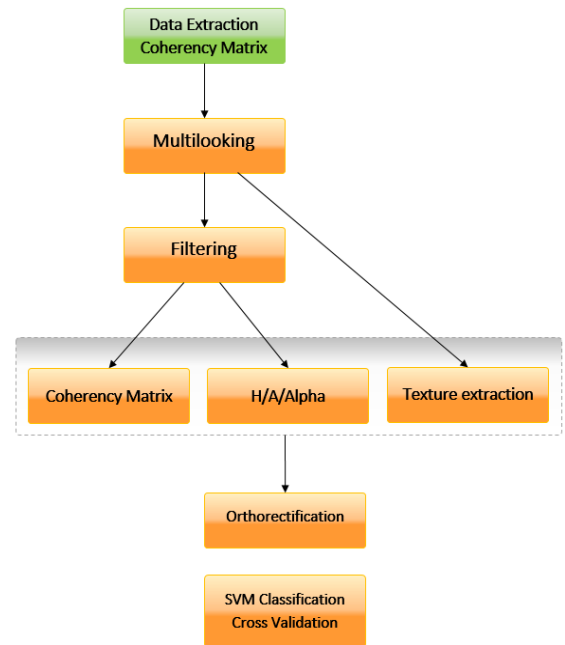 Data Extraction
Coherency Matrix
Multilooking
Filtering
Coherency Matrix
H/A/Alpha
Texture extraction
Orthorectification
SVM Classification
Cross Validation